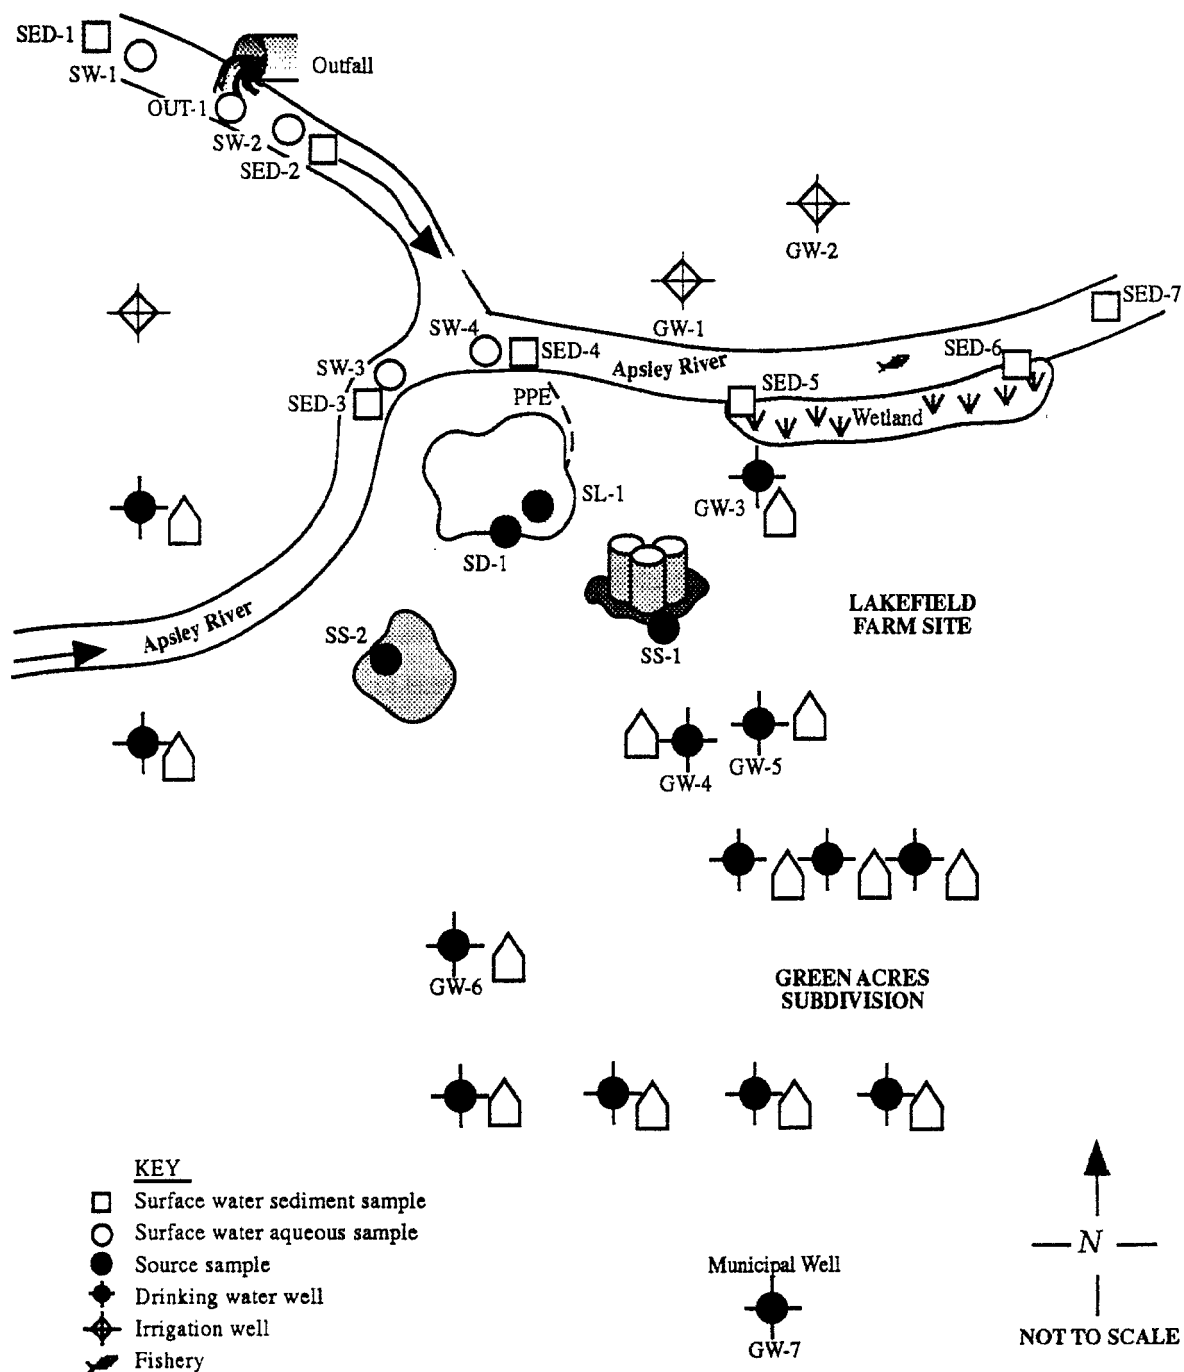 SED-1
SW-1
Outfall
OUT-1
SW-2
SED-2
GW-2
SED-7
GW-1
SW-4
SED-4
Apsley River
SED-6
SW-3
SED-3
PPE
SED-5
Wetland
SL-1
GW-3
SD-1
LAKEFIELD
FARM SITE
Apsley River
SS-2
SS-1
GW-4
GW-5
GW-6
GREEN ACRES
SUBDIVISION
KEY
Surface water sediment sample
Surface water aqueous sample
Source sample
Drinking water well
Irrigation well
Fishery
Municipal Well
GW-7
N
NOT TO SCALE